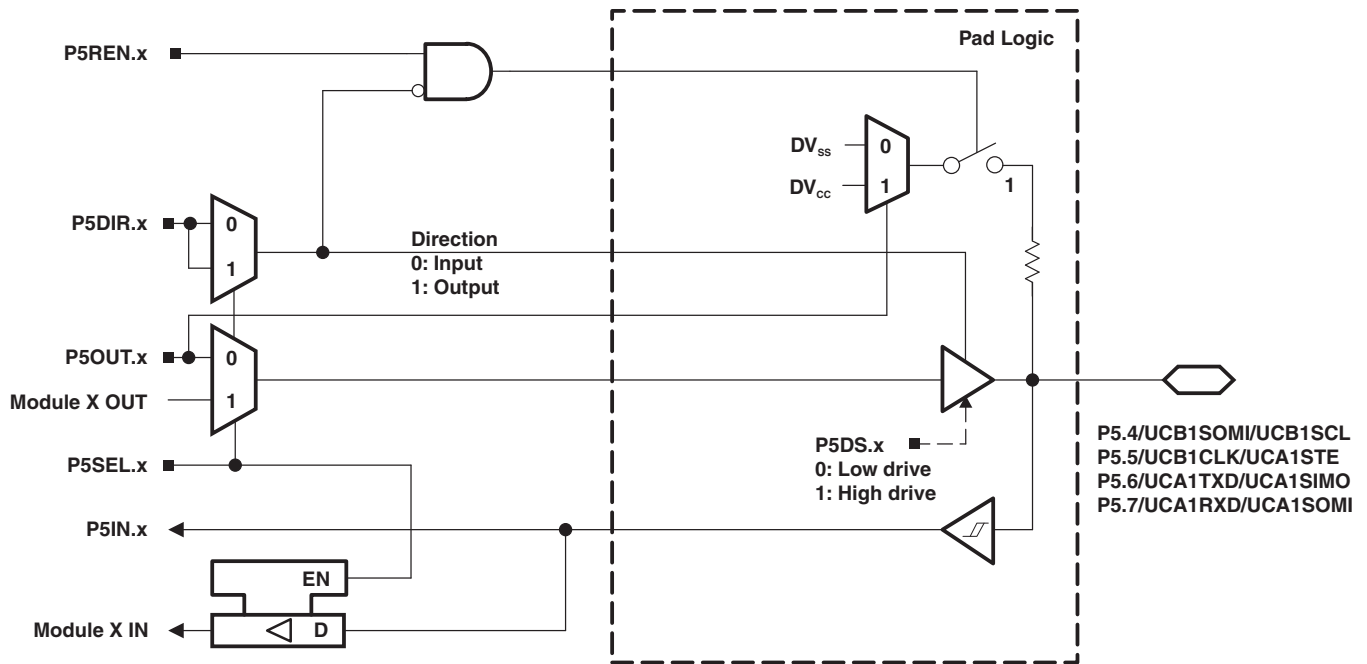 Pad Logic
P5REN.x
DVss
0
DVcc
1
1
P5DIR.x
0
1
Direction
0: Input
1: Output
P5OUT.x
0
Module X OUT
1
P5SEL.x
P5DS.x
0: Low drive
1: High drive
P5.4/UCB1SOMI/UCB1SCL
P5.5/UCB1CLK/UCA1STE
P5.6/UCA1TXD/UCA1SIMO
P5.7/UCA1RXD/UCA1SOMI
P5IN.x
EN
Module X IN
D